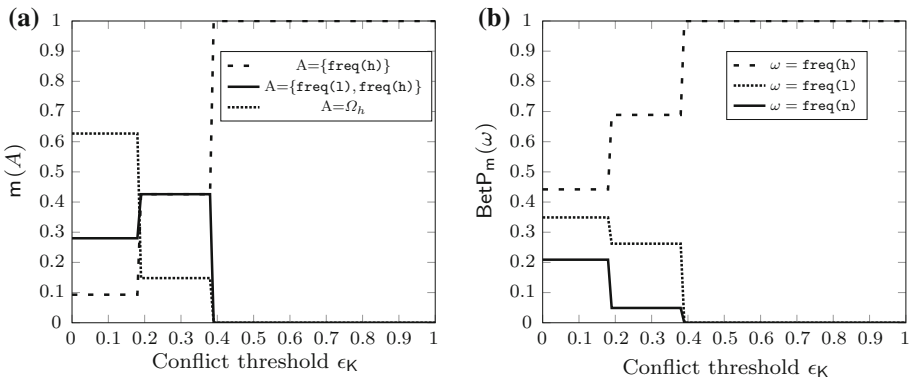 (a)
1
0.9
0.8
0.7
0.6
0.5
0.4
0.3
0.2
0.1
0
m(A)
A={freq(h)}
A={freq(l),freq(h)}
A=Ωₕ
0 0.1 0.2 0.3 0.4 0.5 0.6 0.7 0.8 0.9 1
Conflict threshold ϵ_K
(b)
1
0.9
0.8
0.7
0.6
0.5
0.4
0.3
0.2
0.1
0
BetP_m(ω)
ω = freq(h)
ω = freq(l)
ω = freq(n)
0 0.1 0.2 0.3 0.4 0.5 0.6 0.7 0.8 0.9 1
Conflict threshold ϵ_K